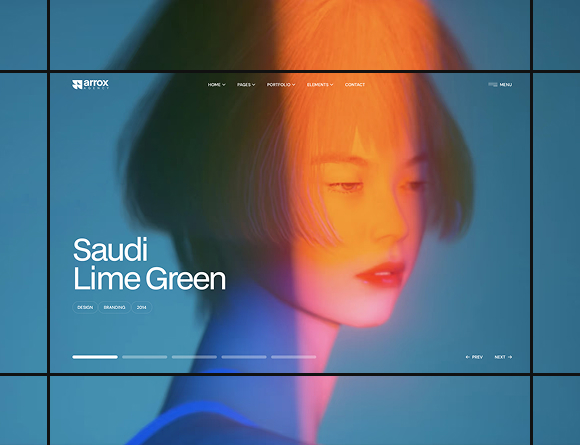 arrox
AGENCY
HOME PAGES PORTFOLIO ELEMENTS CONTACT
MENU
Saudi
Lime Green
DESIGN BRANDING 2014
PREV NEXT